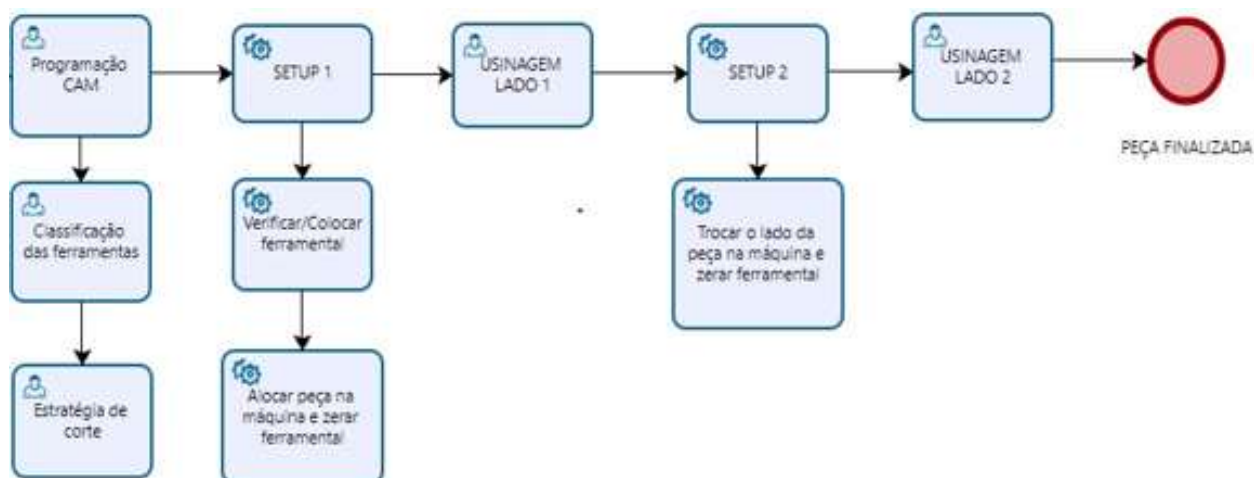 Programação
CAM
SETUP 1
USINAGEM
LADO 1
SETUP 2
USINAGEM
LADO 2
PEÇA FINALIZADA
Classificação
das ferramentas
Verificar/Colocar
ferramental
Trocar o lado da
peça na máquina e
zerar ferramental
Estratégia de
corte
Alocar peça na
máquina e zerar
ferramental